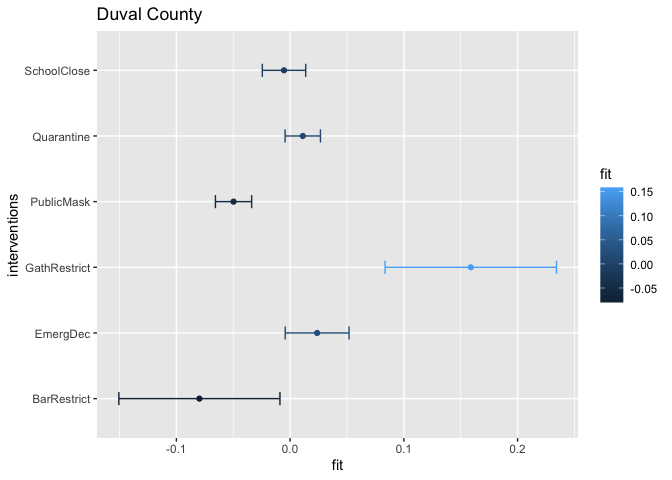 Duval County
SchoolClose
Quarantine
PublicMask
GathRestrict
EmergDec
BarRestrict
interventions
-0.1
0.0
0.1
0.2
fit
fit
0.15
0.10
0.05
0.00
-0.05